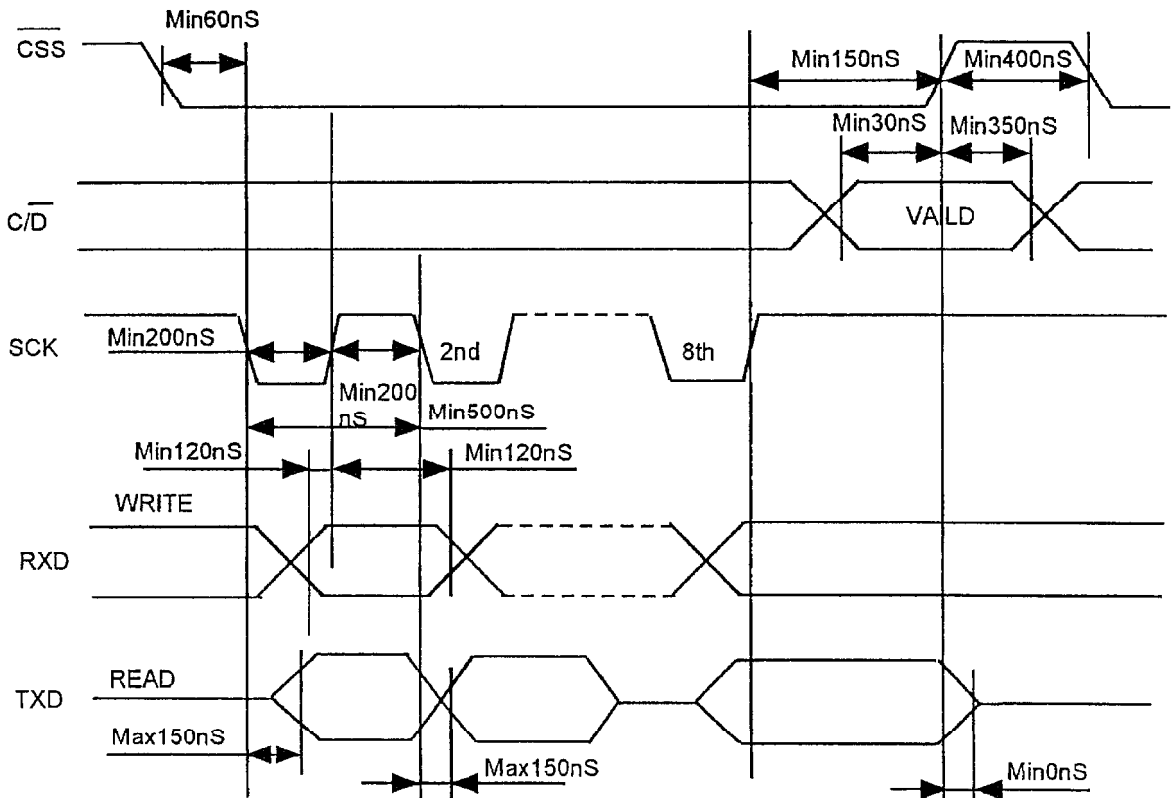 Min60nS
CSS
Min150nS Min400nS
Min30nS Min350nS
C/D
VAILD
SCK
Min200nS
2nd
8th
Min200
nS
Min500nS
Min120nS
Min120nS
WRITE
RXD
READ
TXD
Max150nS
Max150nS
Min0nS